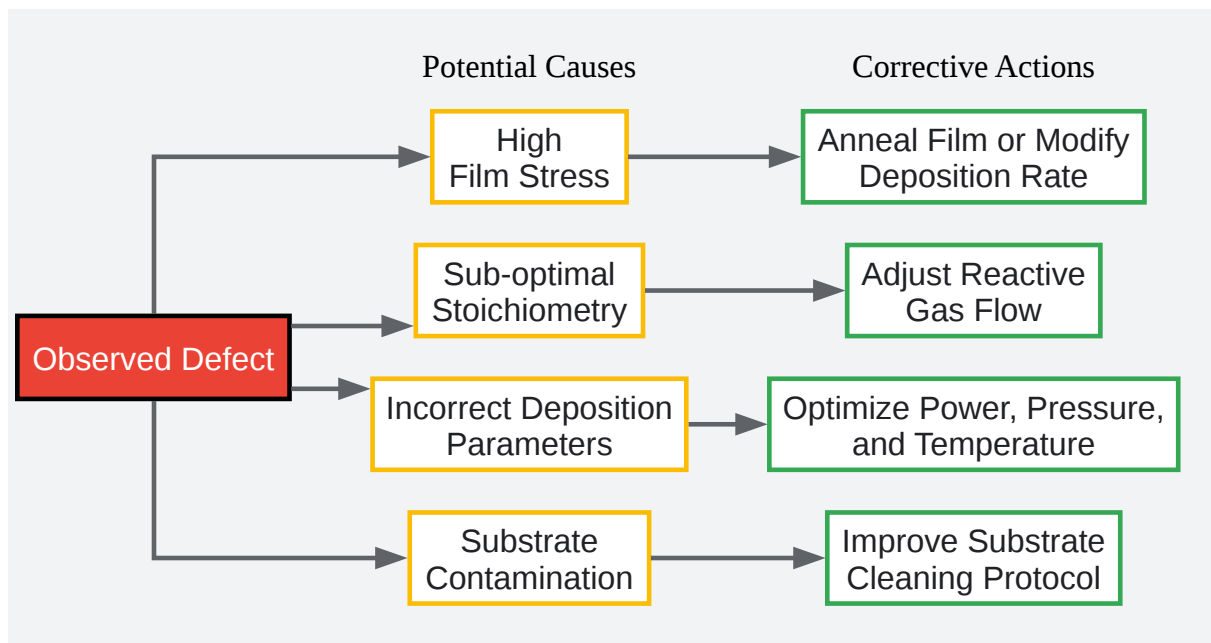 Potential Causes
Corrective Actions
High
Film Stress
Anneal Film or Modify
Deposition Rate
Sub-optimal
Stoichiometry
Adjust Reactive
Gas Flow
Observed Defect
Incorrect Deposition
Parameters
Optimize Power, Pressure,
and Temperature
Substrate
Contamination
Improve Substrate
Cleaning Protocol